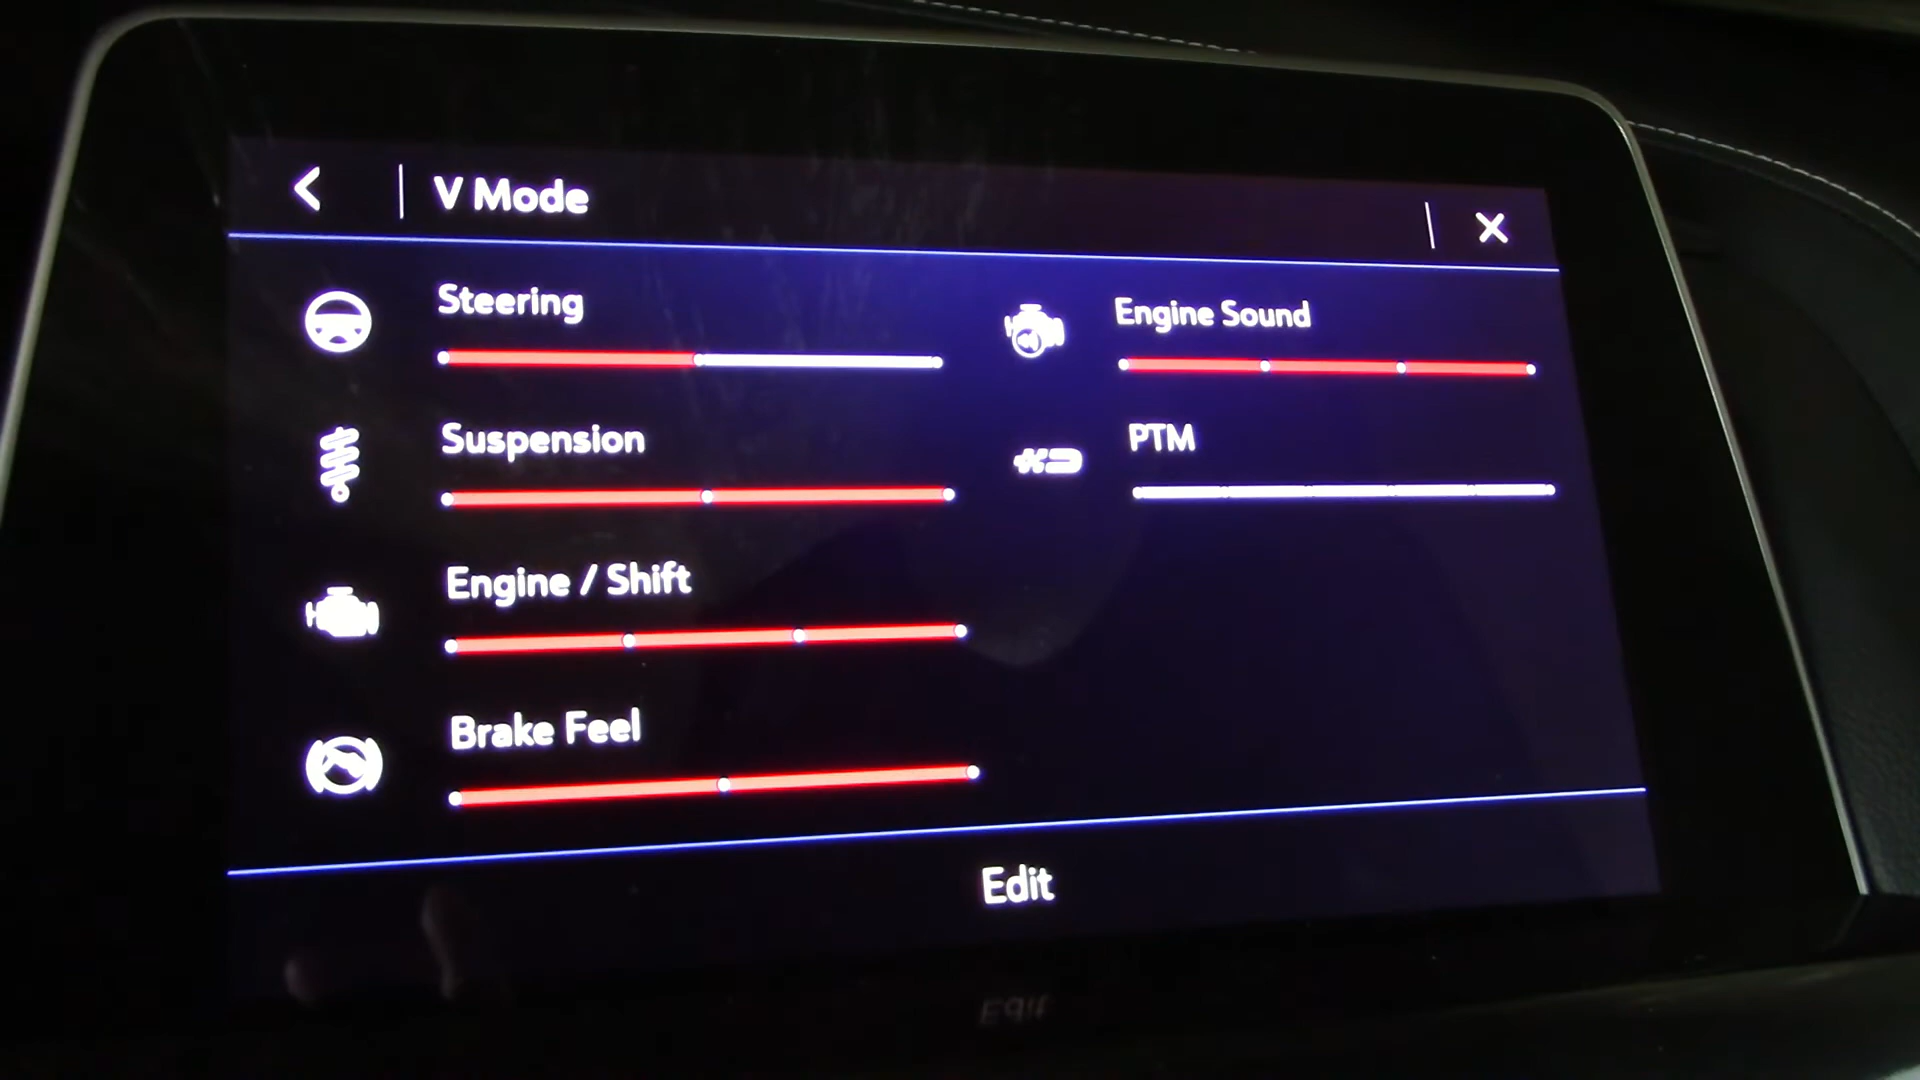 V Mode
Steering
Suspension
Engine / Shift
Brake Feel
Engine Sound
PTM
Edit